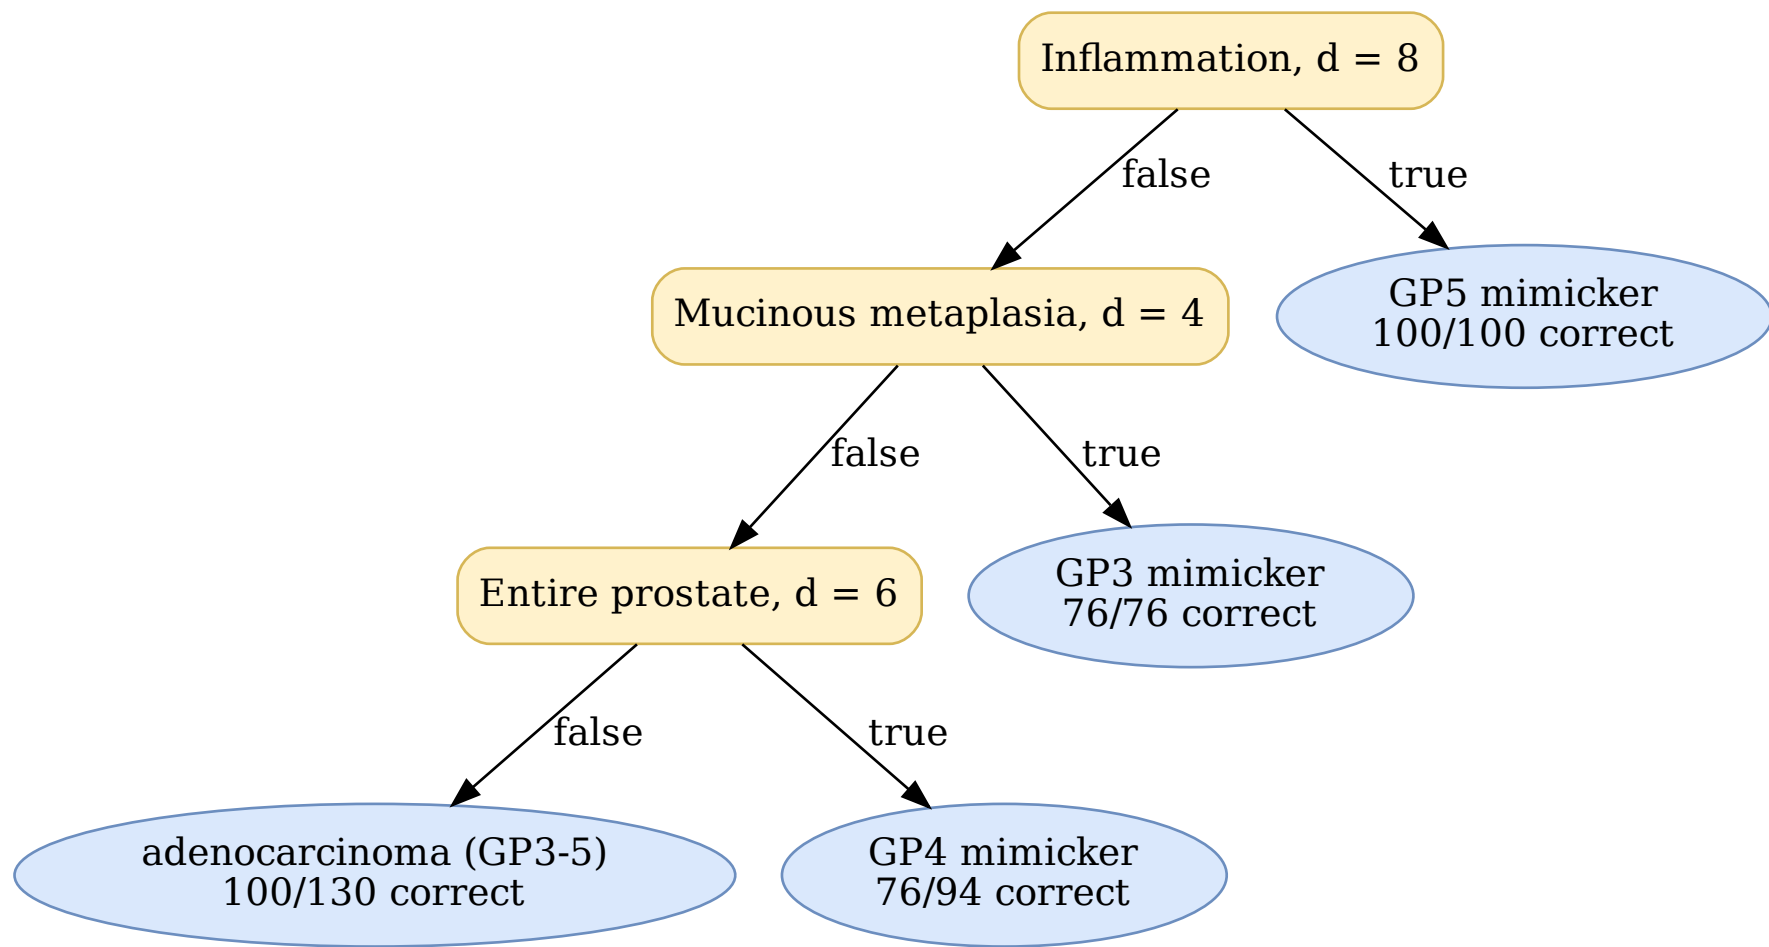 Inflammation, d = 8
false
true
Mucinous metaplasia, d = 4
GP5 mimicker
100/100 correct
false
true
Entire prostate, d = 6
GP3 mimicker
76/76 correct
false
true
adenocarcinoma (GP3-5)
100/130 correct
GP4 mimicker
76/94 correct